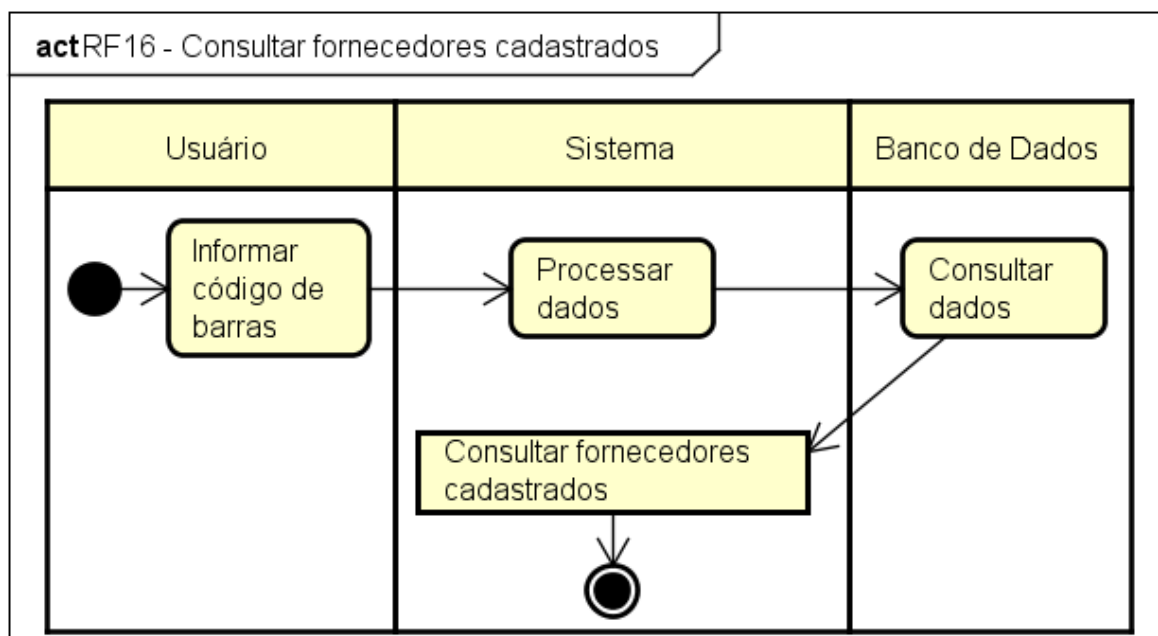 act RF16 - Consultar fornecedores cadastrados
Usuário
Sistema
Banco de Dados
Informar
código de
barras
Processar
dados
Consultar
dados
Consultar fornecedores
cadastrados